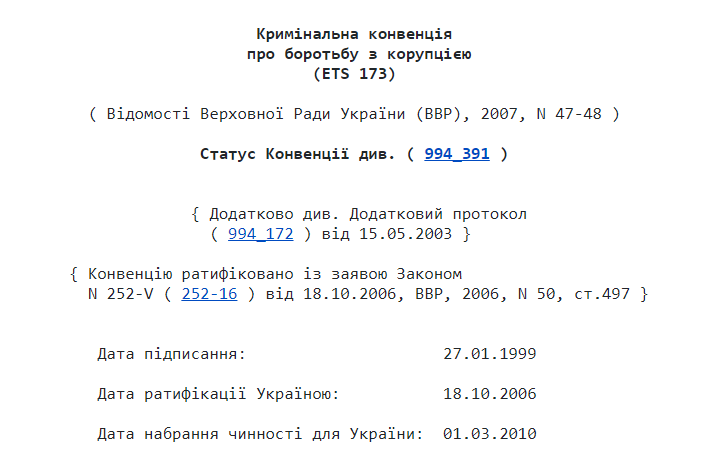 Кримінальна конвенція
про боротьбу з корупцією
(ETS 173)
( Відомості Верховної Ради України (ВВР), 2007, N 47-48 )
Статус Конвенції див. ( 994_391 )
{ Додатково див. Додатковий протокол
( 994_172 ) від 15.05.2003 }
{ Конвенцію ратифіковано із заявою Законом
N 252-V ( 252-16 ) від 18.10.2006, ВВР, 2006, N 50, ст.497 }
Дата підписання: 27.01.1999
Дата ратифікації Україною: 18.10.2006
Дата набрання чинності для України: 01.03.2010